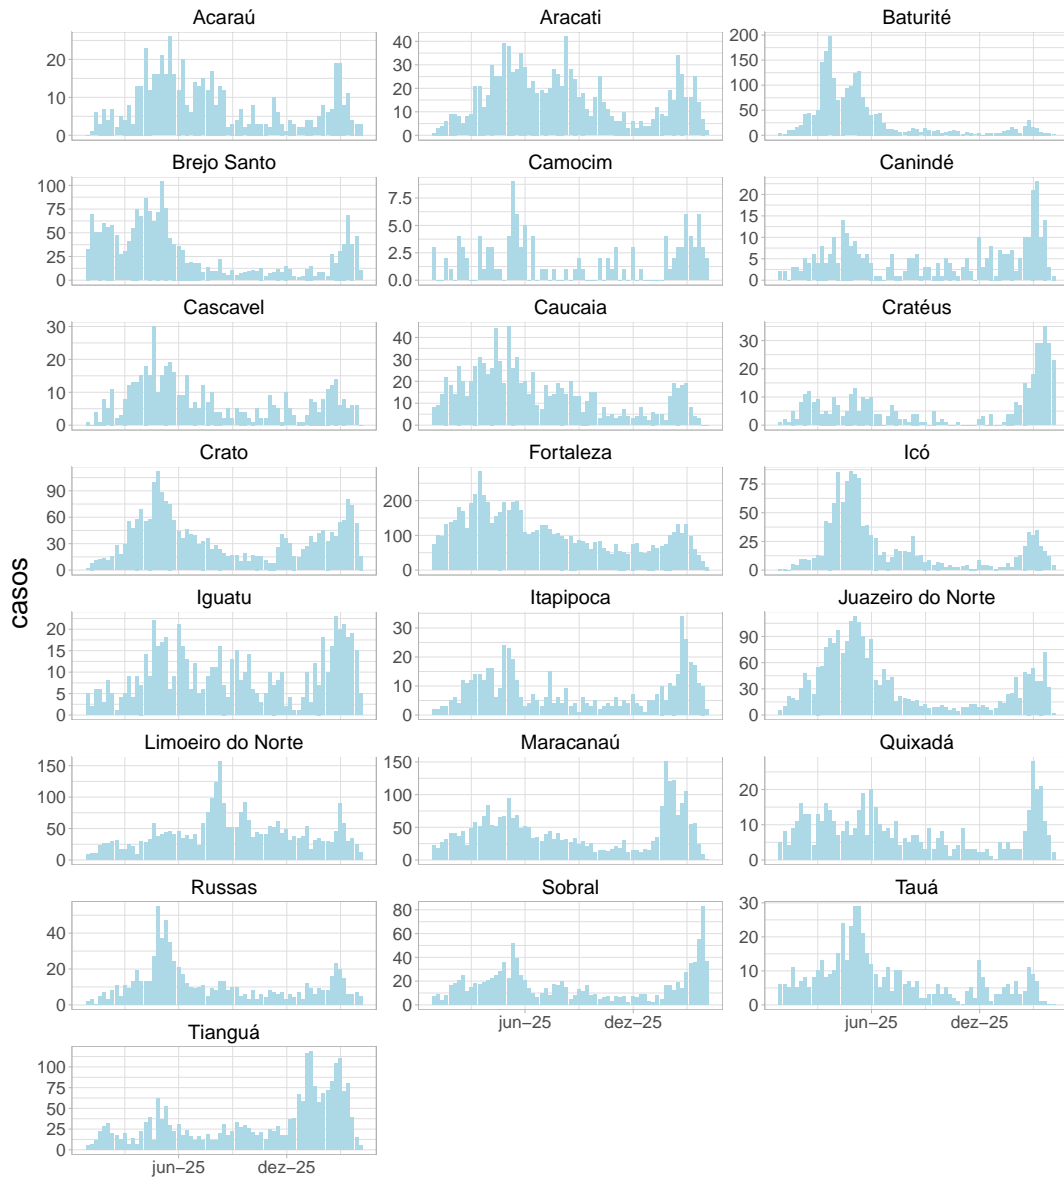 Acaraú Aracati Baturité
20 10 0
40 30 20 10 0
200 150 100 50 0
Brejo Santo Camocim Canindé
100 75 50 25 0
7.5 5.0 2.5 0.0
20 15 10 5 0
Cascavel Caucaia Cratéus
30 20 10 0
40 30 20 10 0
30 20 10 0
Crato Fortaleza Icó
90 60 30 0
200 100 0
75 50 25 0
casos
Iguatu Itapipoca Juazeiro do Norte
20 15 10 5 0
30 20 10 0
90 60 30 0
Limoeiro do Norte Maracanaú Quixadá
150 100 50 0
150 100 50 0
20 10 0
Russas Sobral Tauá
40 20 0
80 60 40 20 0
30 20 10 0
jun–25 dez–25 jun–25 dez–25
Tianguá
100 75 50 25 0
jun–25 dez–25